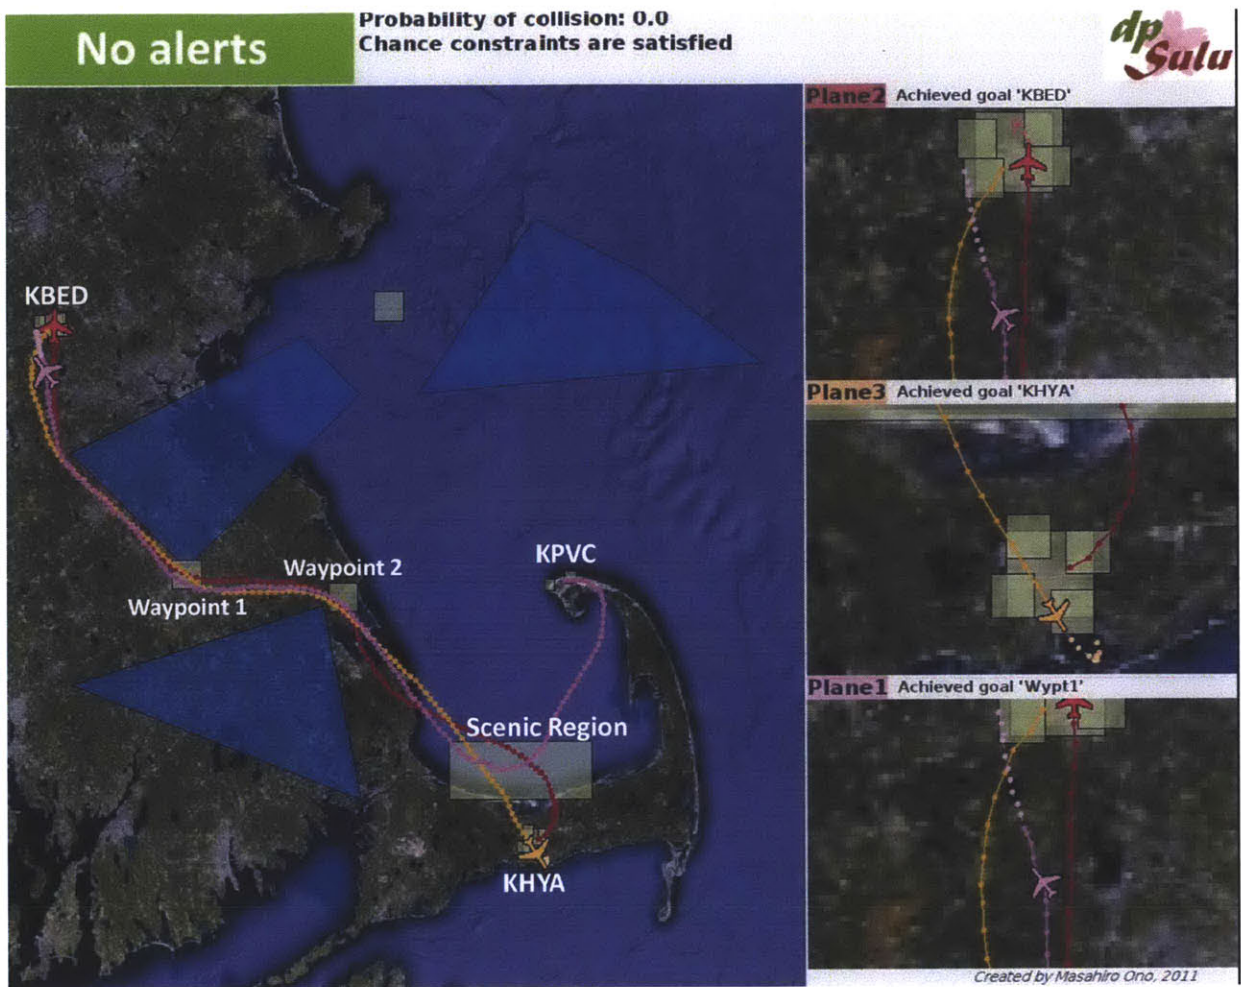 No alerts
Probability of collision: 0.0
Chance constraints are satisfied
dp
Sulu
KBED
Waypoint 1
Waypoint 2
KPVC
Scenic Region
KHYA
Plane2 Achieved goal 'KBED'
Plane3 Achieved goal 'KHYA'
Plane1 Achieved goal 'Wypt1'
Created by Masahiro Ono, 2011